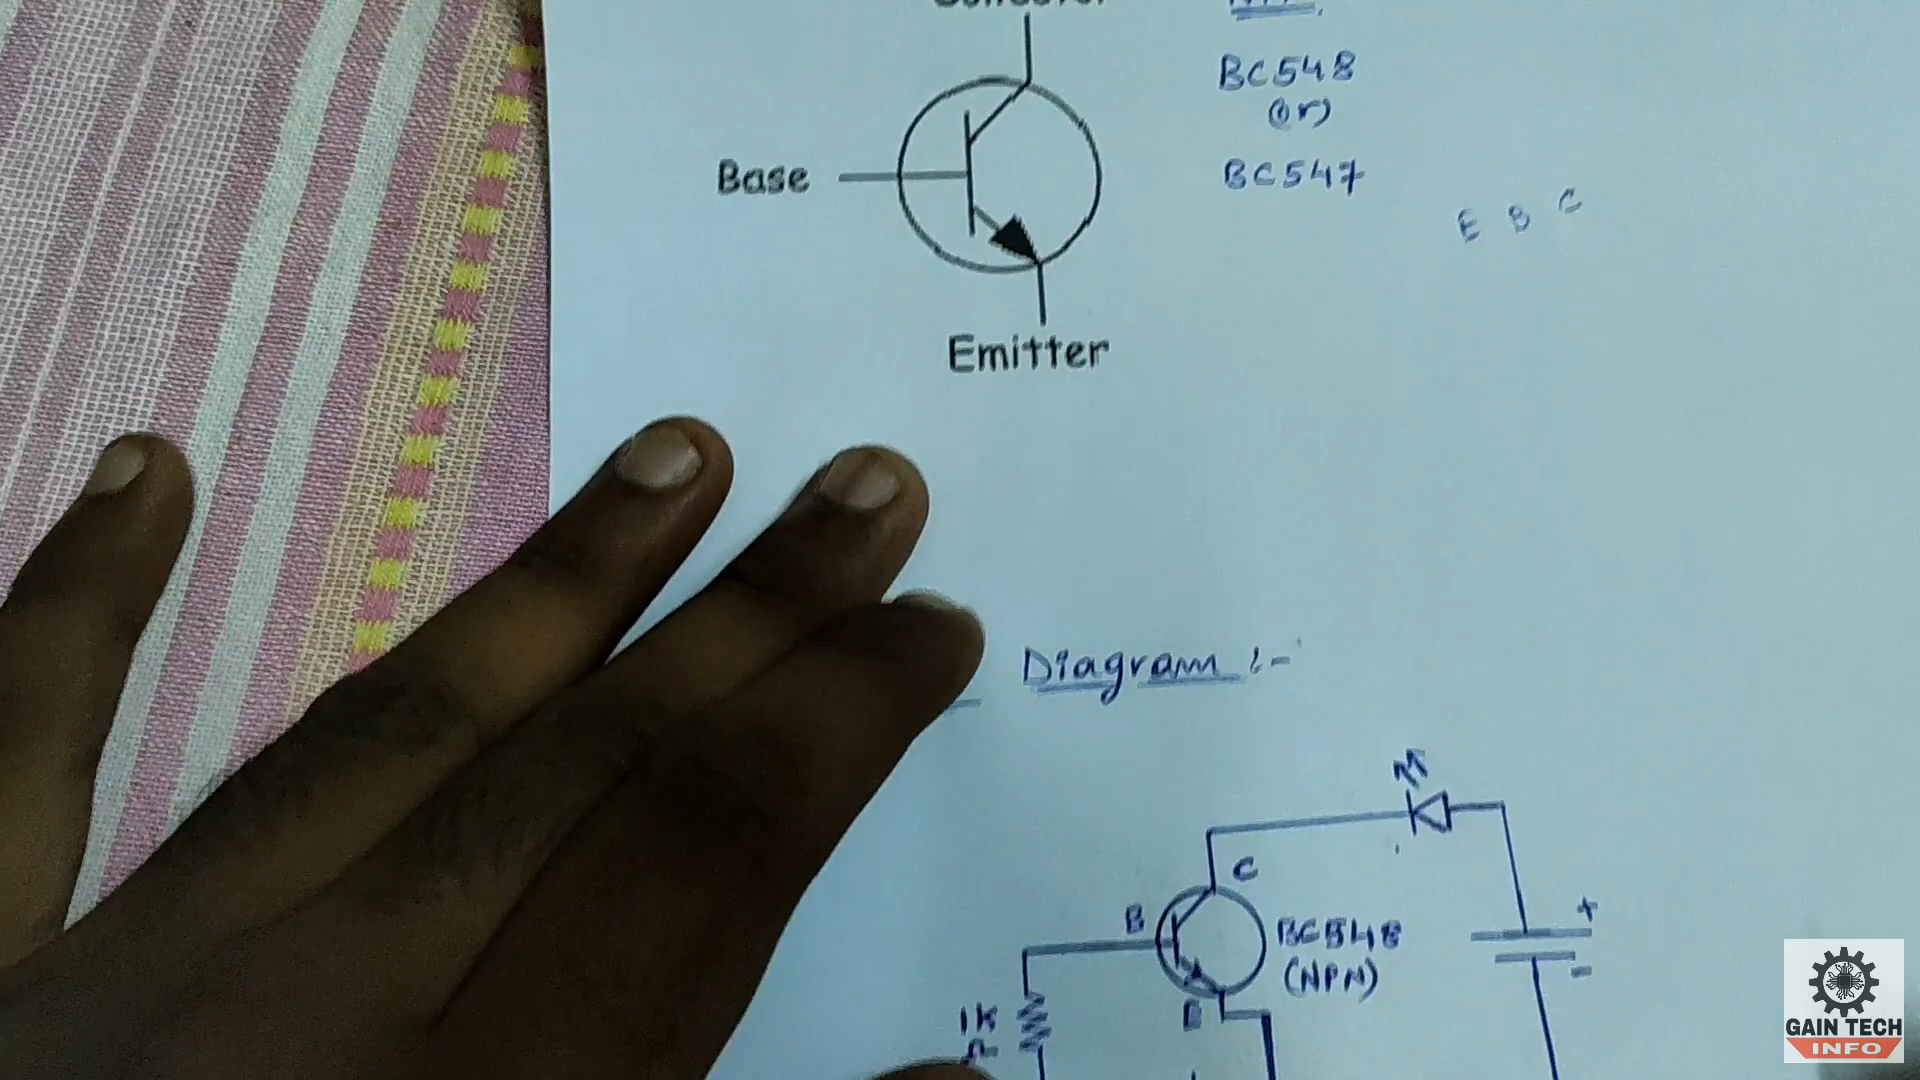 BC548
(or)
BC547
Base
E B C
Emitter
Diagram :-
C
B
BC548
(NPN)
+
-
E
1K
GAIN TECH
INFO